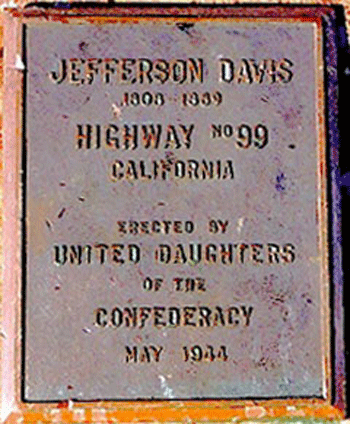 JEFFERSON DAVIS
1808-1889
HIGHWAY NO 99
CALIFORNIA
ERECTED BY
UNITED DAUGHTERS
OF THE
CONFEDERACY
MAY 1944